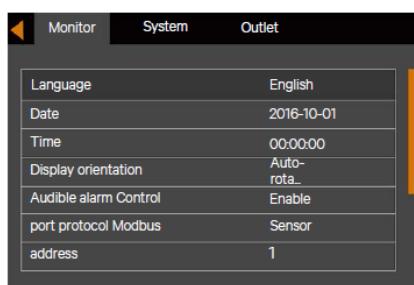 Monitor System Outlet
Language English
Date 2016-10-01
Time 00:00:00
Display orientation Auto-
rota...
Audible alarm Control Enable
port protocol Modbus Sensor
address 1